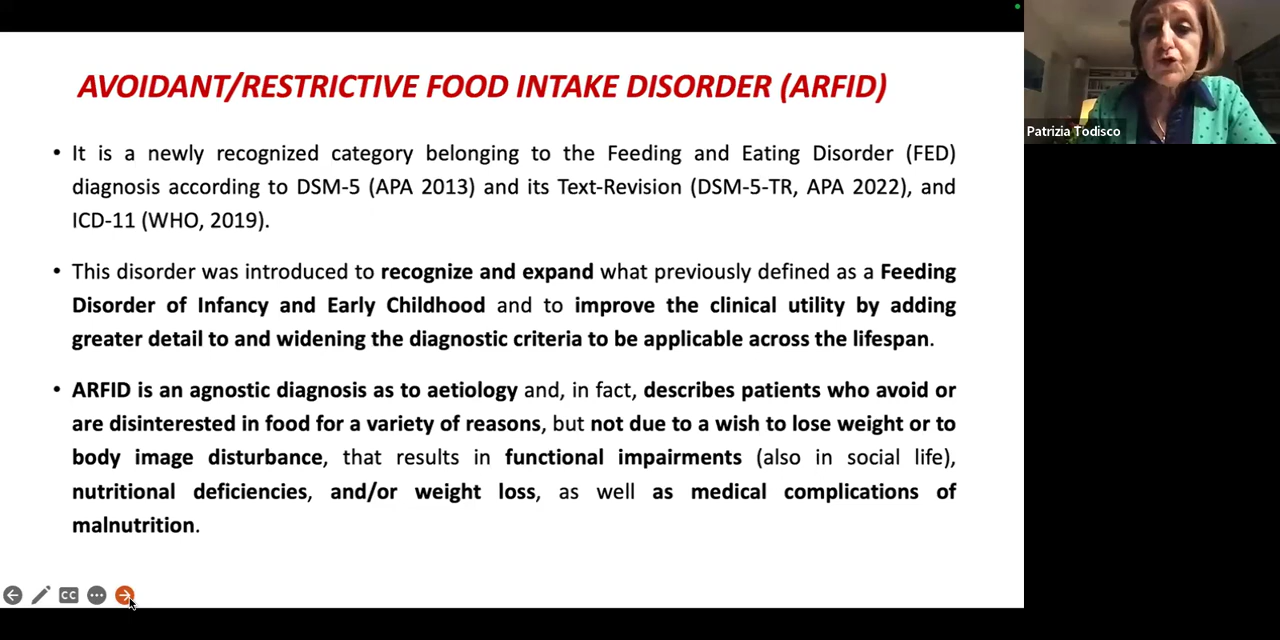 AVOIDANT/RESTRICTIVE FOOD INTAKE DISORDER (ARFID)
• It is a newly recognized category belonging to the Feeding and Eating Disorder (FED)
diagnosis according to DSM-5 (APA 2013) and its Text-Revision (DSM-5-TR, APA 2022), and
ICD-11 (WHO, 2019).
• This disorder was introduced to recognize and expand what previously defined as a Feeding
Disorder of Infancy and Early Childhood and to improve the clinical utility by adding
greater detail to and widening the diagnostic criteria to be applicable across the lifespan.
• ARFID is an agnostic diagnosis as to aetiology and, in fact, describes patients who avoid or
are disinterested in food for a variety of reasons, but not due to a wish to lose weight or to
body image disturbance, that results in functional impairments (also in social life),
nutritional deficiencies, and/or weight loss, as well as medical complications of
malnutrition.
CC
Patrizia Todisco